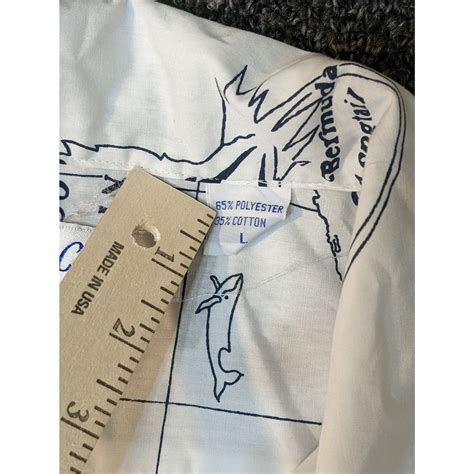 Bermuda
65% POLYESTER
35% COTTON
L
C
MADE IN USA
1
2
3